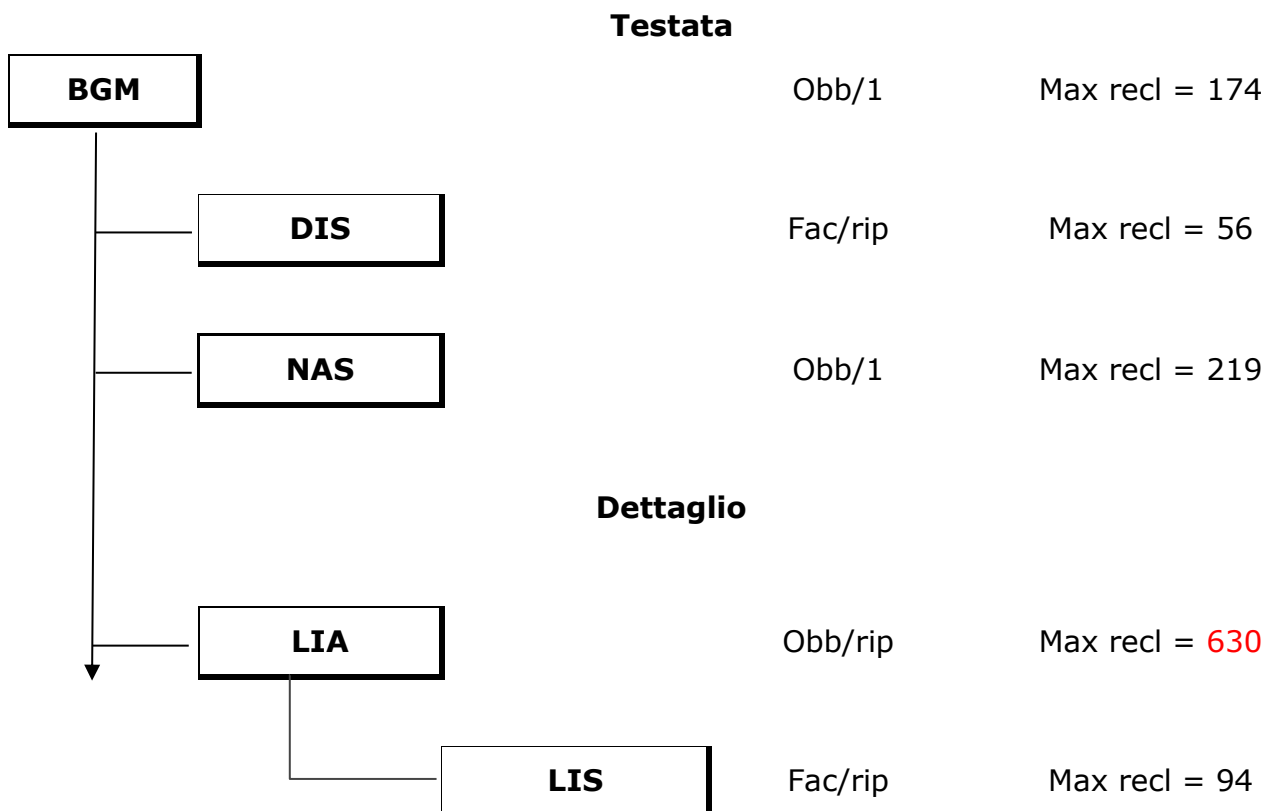 Testata
BGM Obb/1 Max recl = 174
DIS Fac/rip Max recl = 56
NAS Obb/1 Max recl = 219
Dettaglio
LIA Obb/rip Max recl = 630
LIS Fac/rip Max recl = 94